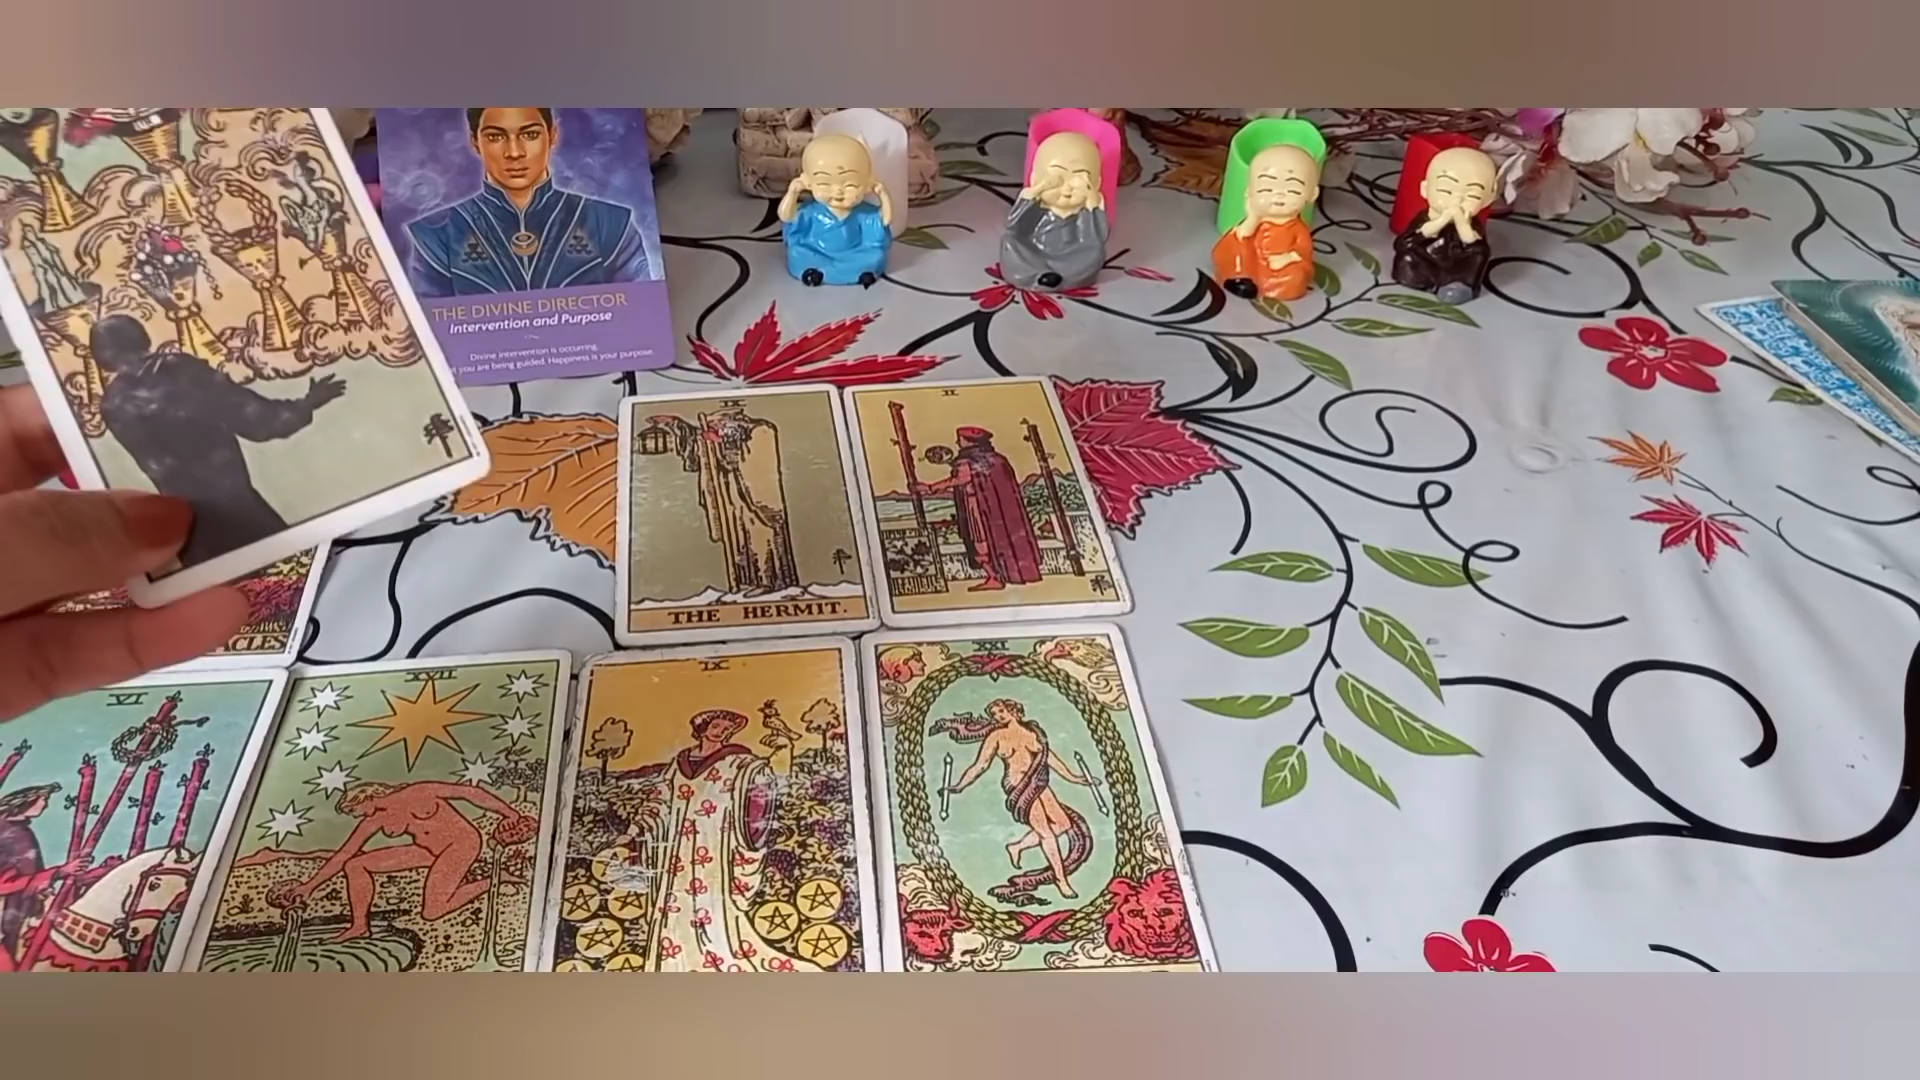 THE DIVINE DIRECTOR
Intervention and Purpose
Divine intervention is occurring.
you are being guided. Happiness is your purpose.
IX
II
THE HERMIT.
ACLES
VI
XVII
IX
XXI